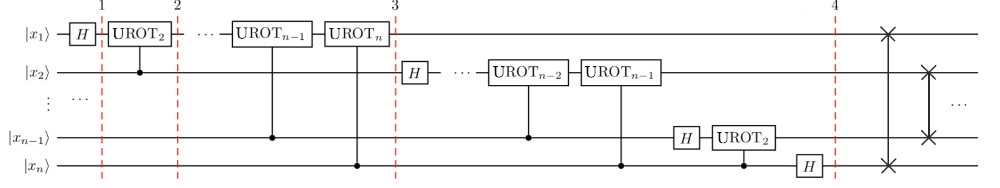 1 2 3 4
|x₁⟩ H UROT₂ ··· UROTₙ₋₁ UROTₙ
|x₂⟩ H ··· UROTₙ₋₂ UROTₙ₋₁
⋮ ··· ···
|xₙ₋₁⟩ H UROT₂
|xₙ⟩ H